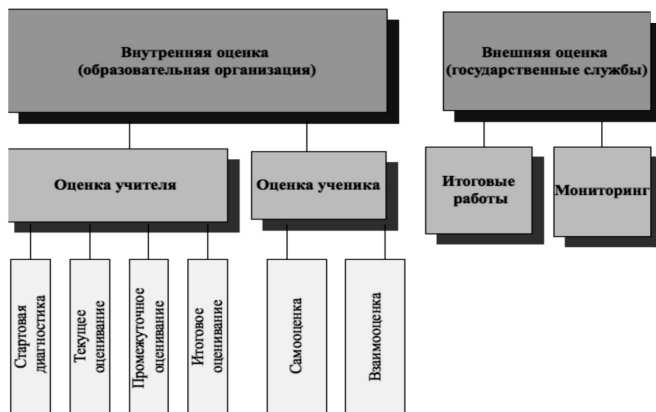 Внутренняя оценка
(образовательная организация)
Внешняя оценка
(государственные службы)
Оценка учителя
Оценка ученика
Итоговые
работы
Мониторинг
Стартовая
диагностика
Текущее
оценивание
Промежуточное
оценивание
Итоговое
оценивание
Самооценка
Взаимооценка